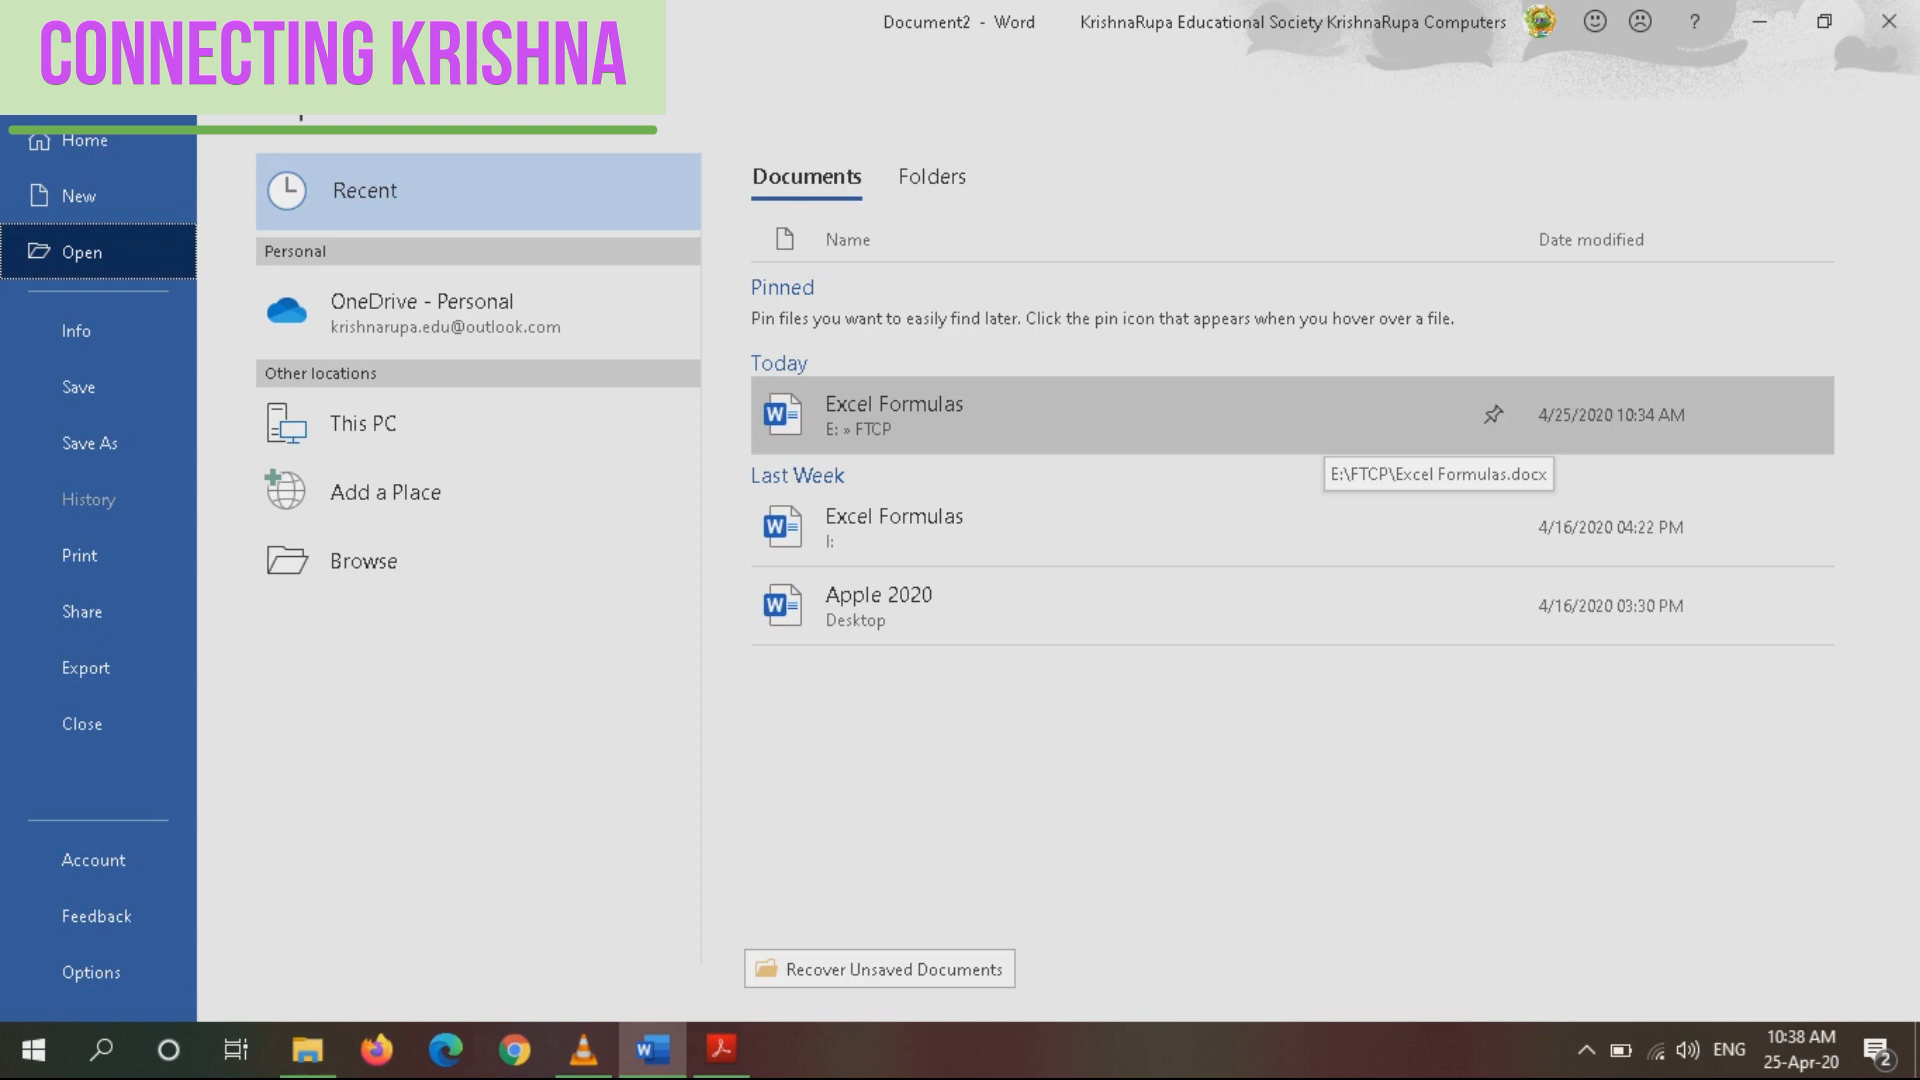 CONNECTING KRISHNA
Document2 - Word
KrishnaRupa Educational Society KrishnaRupa Computers
?
Home
New
Open
Info
Save
Save As
History
Print
Share
Export
Close
Account
Feedback
Options
Recent
Personal
OneDrive - Personal
krishnarupa.edu@outlook.com
Other locations
This PC
Add a Place
Browse
Documents
Folders
Name
Date modified
Pinned
Pin files you want to easily find later. Click the pin icon that appears when you hover over a file.
Today
Excel Formulas
E: » FTCP
4/25/2020 10:34 AM
E:\FTCP\Excel Formulas.docx
Last Week
Excel Formulas
I:
4/16/2020 04:22 PM
Apple 2020
Desktop
4/16/2020 03:30 PM
Recover Unsaved Documents
ENG
10:38 AM
25-Apr-20
2